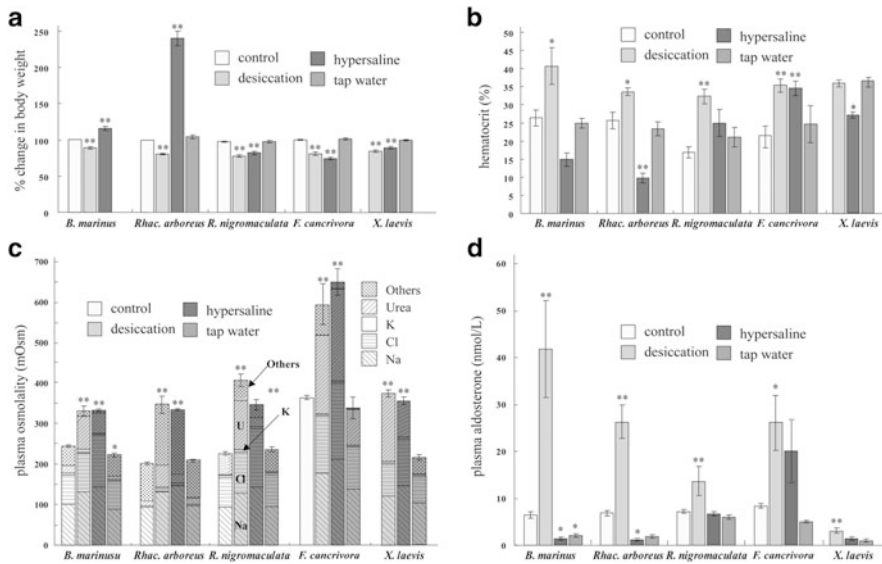 a
% change in body weight
250
200
150
100
50
0
control
desiccation
hypersaline
tap water
** ** ** ** ** ** ** ** ** **
B. marinus Rhac. arboreus R. nigromaculata F. cancrivora X. laevis
b
hematocrit (%)
50
45
40
35
30
25
20
15
10
5
0
control
desiccation
hypersaline
tap water
* * ** ** ** ** *
B. marinus Rhac. arboreus R. nigromaculata F. cancrivora X. laevis
c
plasma osmolality (mOsm)
700
600
500
400
300
200
100
0
control
desiccation
hypersaline
tap water
Others
Urea
K
Cl
Na
** ** * ** ** ** ** ** ** ** **
Others
U
K
Cl
Na
B. marinusu Rhac. arboreus R. nigromaculata F. cancrivora X. laevis
d
plasma aldosterone (nmol/L)
60
50
40
30
20
10
0
control
desiccation
hypersaline
tap water
** * * ** * ** * **
B. marinus Rhac. arboreus R. nigromaculata F. cancrivora X. laevis